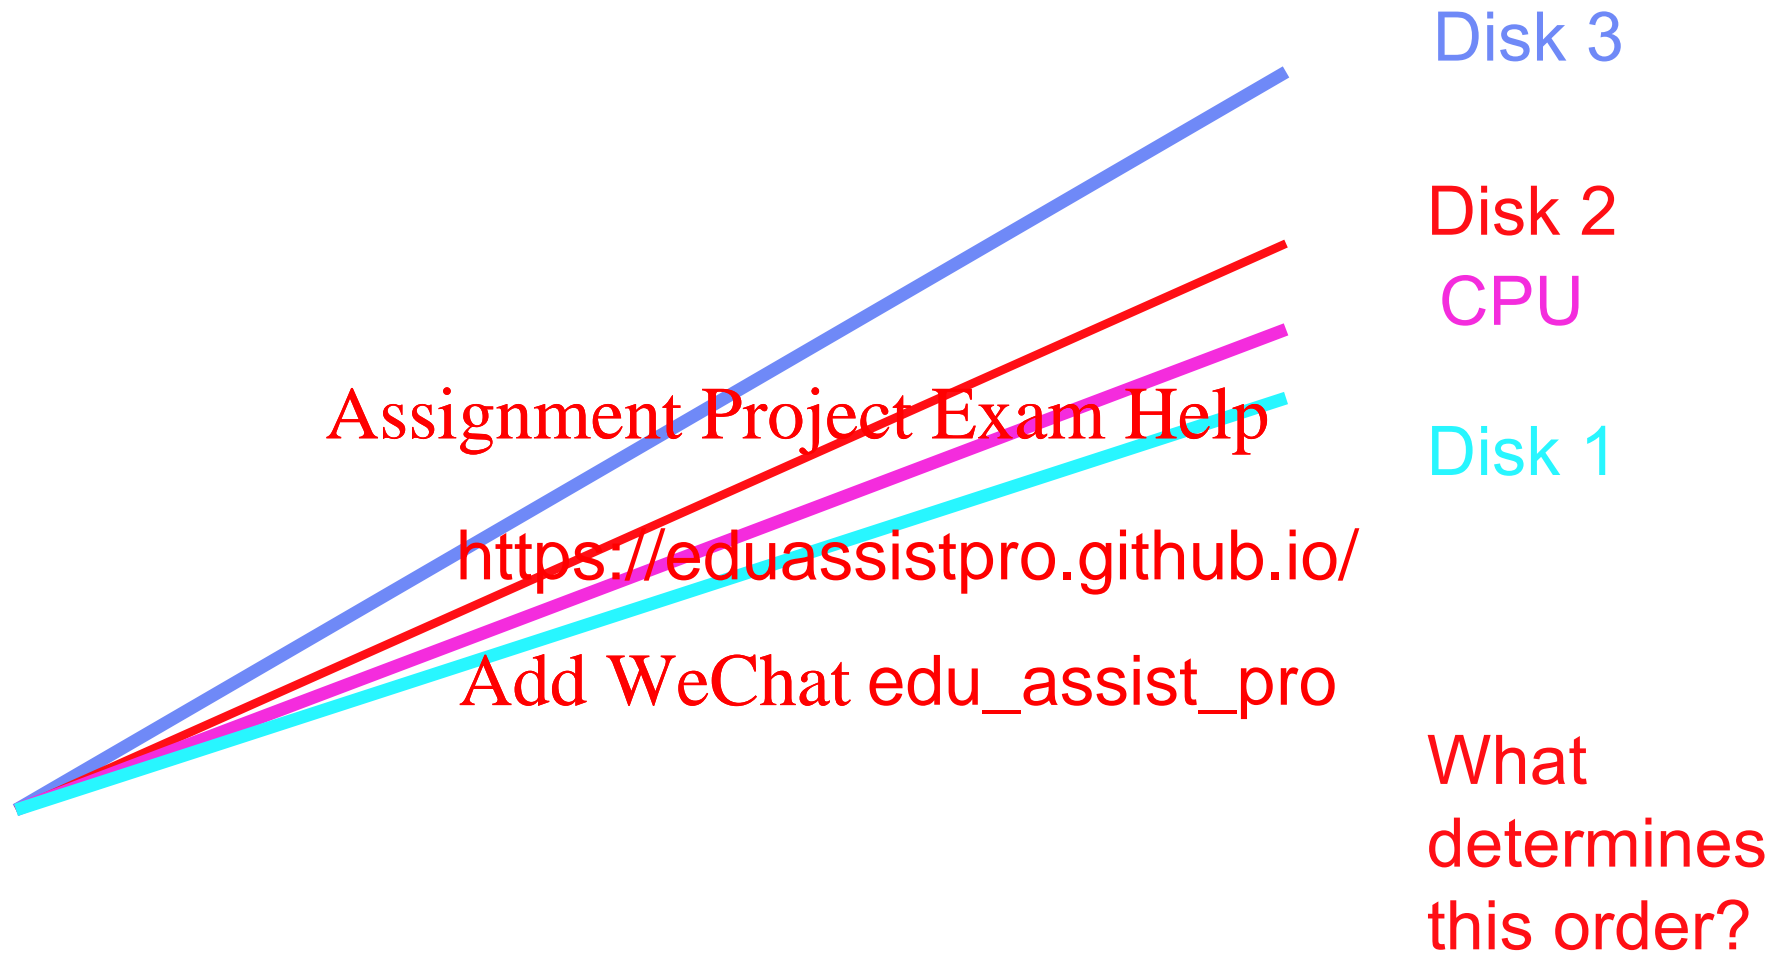 Disk 3
Disk 2
CPU
Assignment Project Exam Help
Disk 1
https://eduassistpro.github.io/
Add WeChat edu_assist_pro
What
determines
this order?